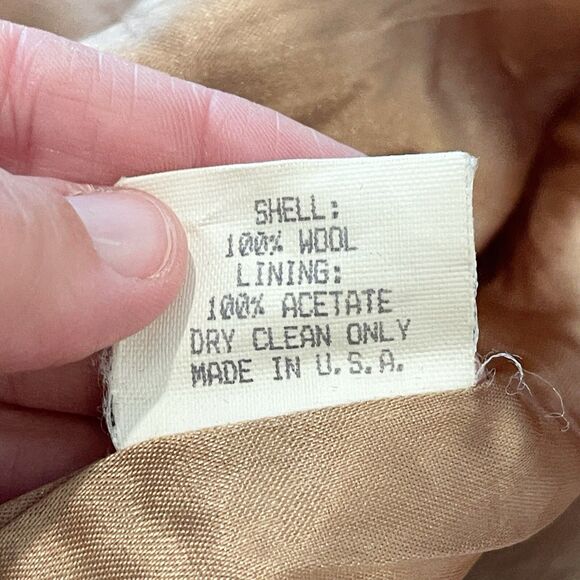 SHELL:
100% WOOL
LINING:
100% ACETATE
DRY CLEAN ONLY
MADE IN U.S.A.